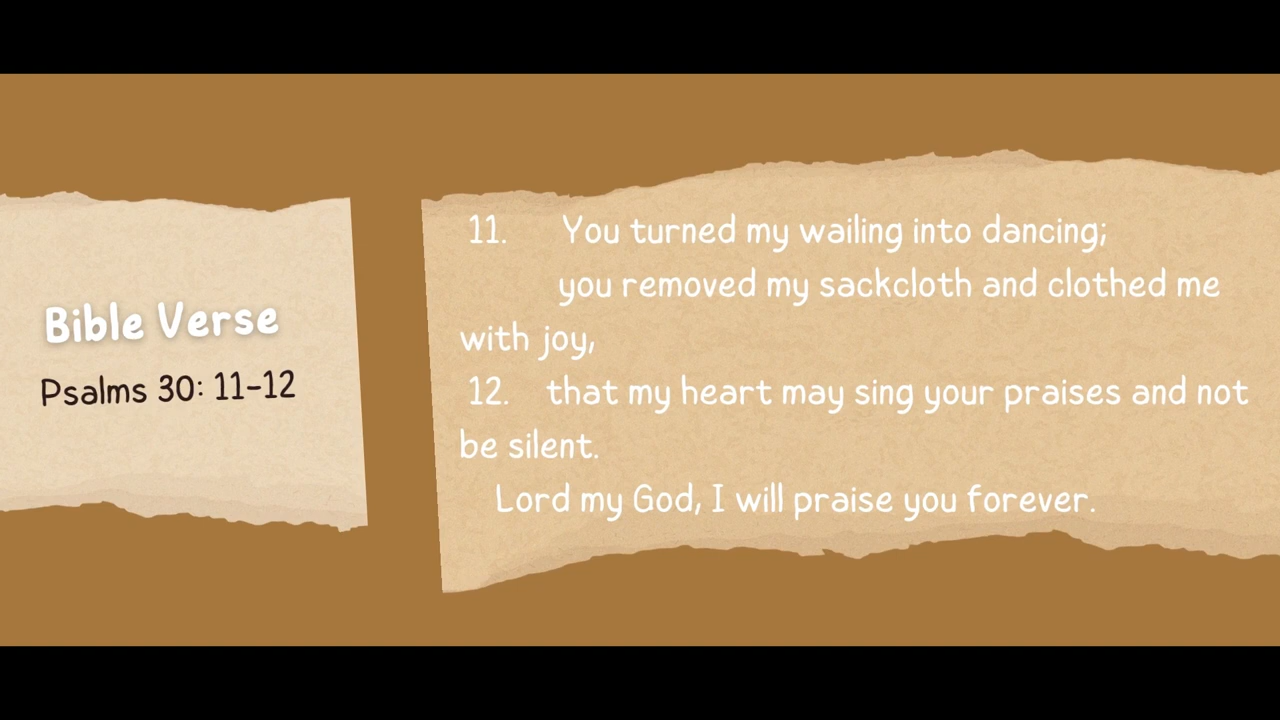 Bible Verse
Psalms 30: 11-12
11. You turned my wailing into dancing;
you removed my sackcloth and clothed me
with joy,
12. that my heart may sing your praises and not
be silent.
Lord my God, I will praise you forever.